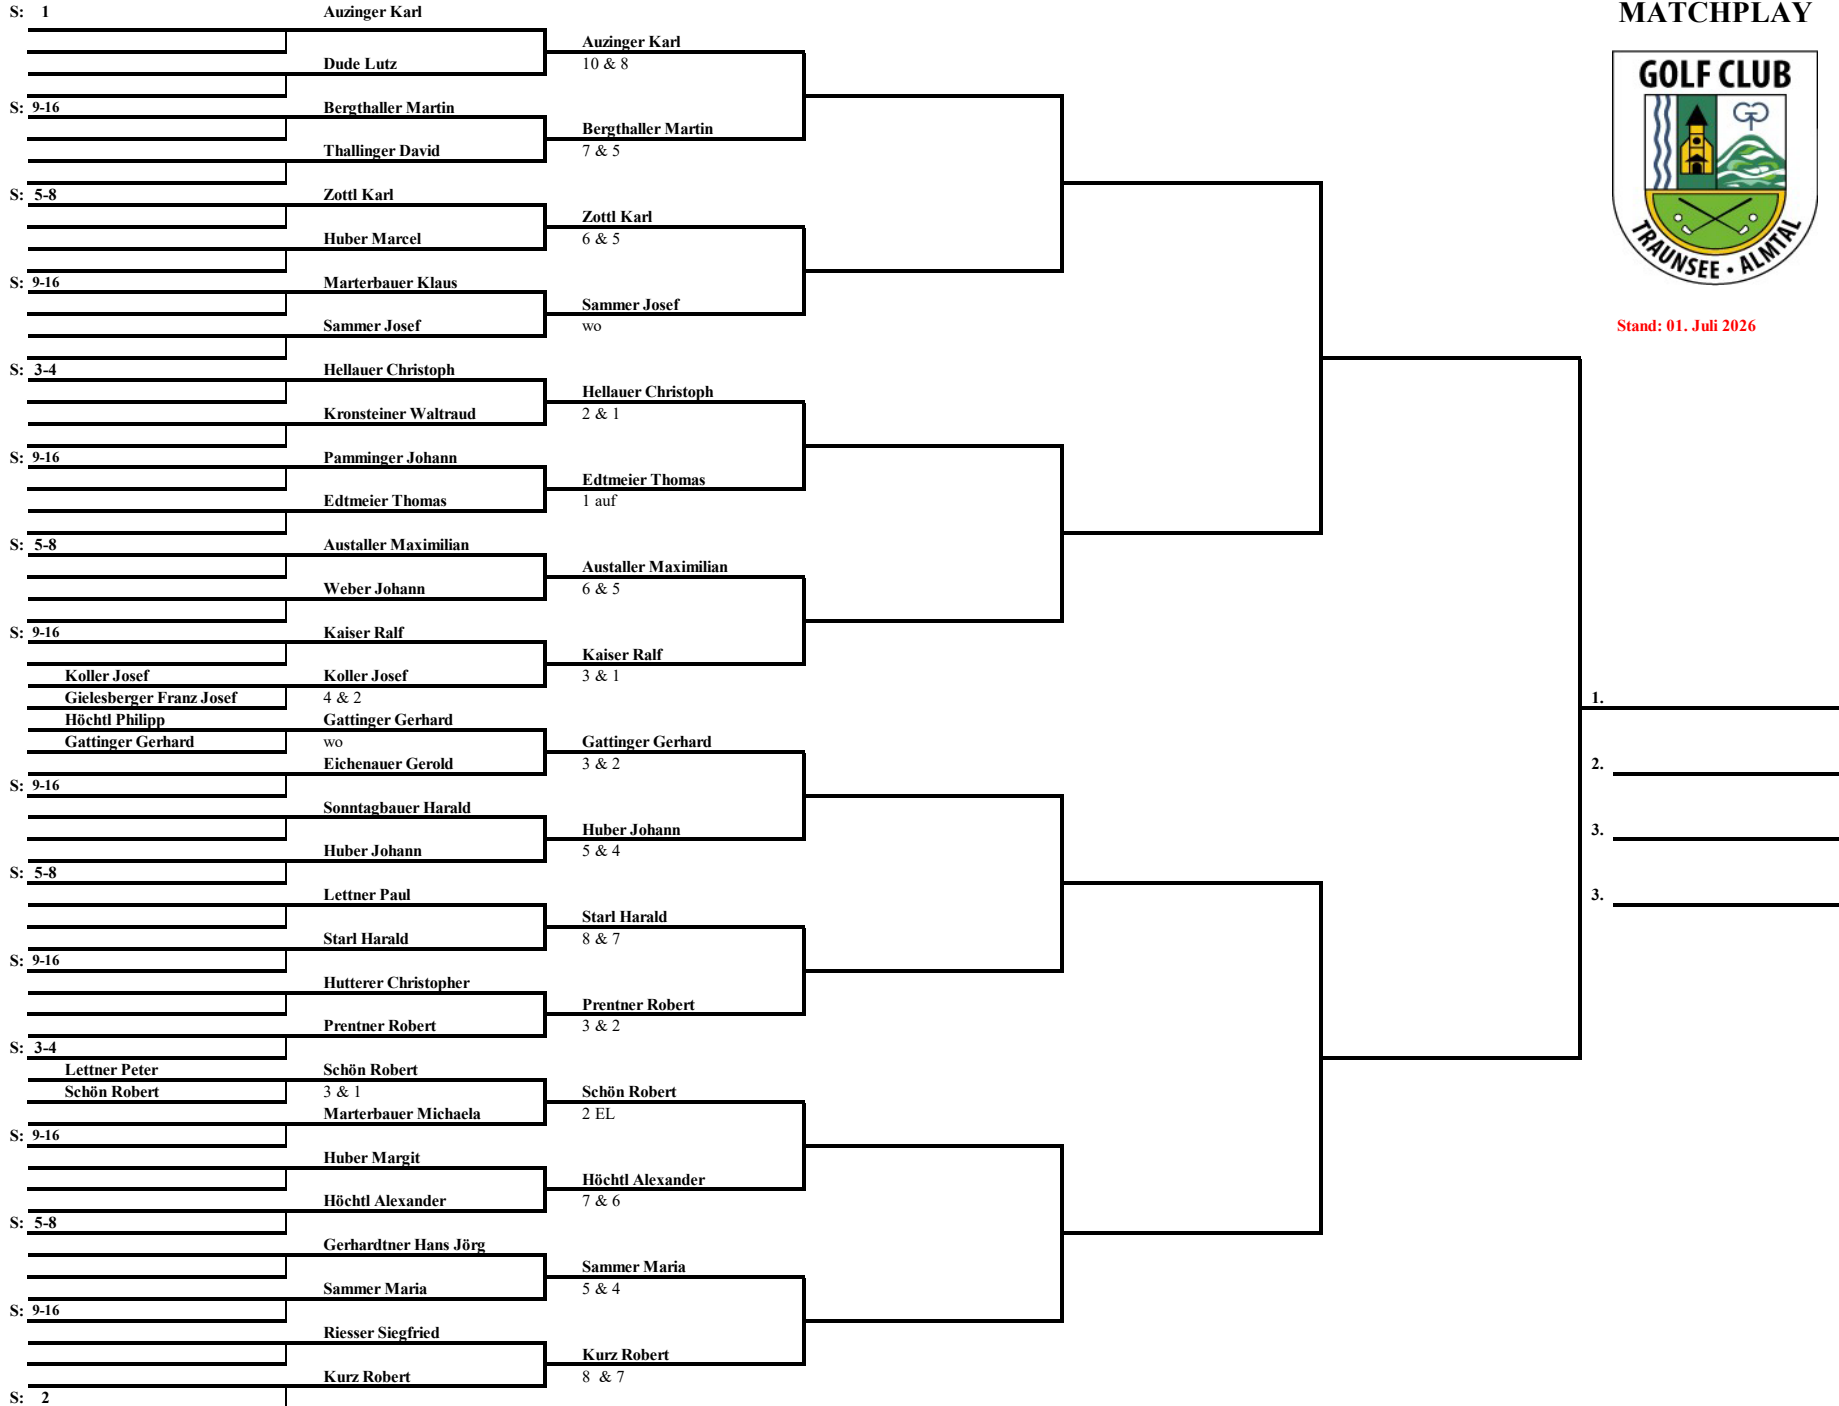 S: 1 Auzinger Karl MATCHPLAY
Auzinger Karl
Dude Lutz 10 & 8
GOLF CLUB
S: 9-16 Bergthaller Martin
Bergthaller Martin
Thallinger David 7 & 5
S: 5-8 Zottl Karl
Zottl Karl
Huber Marcel 6 & 5
TRAUNSEE • ALMTAL
S: 9-16 Marterbauer Klaus
Sammer Josef
Sammer Josef wo Stand: 01. Juli 2026
S: 3-4 Hellauer Christoph
Hellauer Christoph
Kronsteiner Waltraud 2 & 1
S: 9-16 Pamminger Johann
Edtmeier Thomas
Edtmeier Thomas 1 auf
S: 5-8 Austaller Maximilian
Austaller Maximilian
Weber Johann 6 & 5
S: 9-16 Kaiser Ralf
Kaiser Ralf
Koller Josef Koller Josef 3 & 1
Gielesberger Franz Josef 4 & 2 1.
Höchtl Philipp Gattinger Gerhard
Gattinger Gerhard wo Gattinger Gerhard
Eichenauer Gerold 3 & 2 2.
S: 9-16
Sonntagbauer Harald
Huber Johann 3.
Huber Johann 5 & 4
S: 5-8
Lettner Paul 3.
Starl Harald
Starl Harald 8 & 7
S: 9-16
Hutterer Christopher
Prentner Robert
Prentner Robert 3 & 2
S: 3-4
Lettner Peter Schön Robert
Schön Robert 3 & 1 Schön Robert
Marterbauer Michaela 2 EL
S: 9-16
Huber Margit
Höchtl Alexander
Höchtl Alexander 7 & 6
S: 5-8
Gerhardtner Hans Jörg
Sammer Maria
Sammer Maria 5 & 4
S: 9-16
Riesser Siegfried
Kurz Robert
Kurz Robert 8 & 7
S: 2